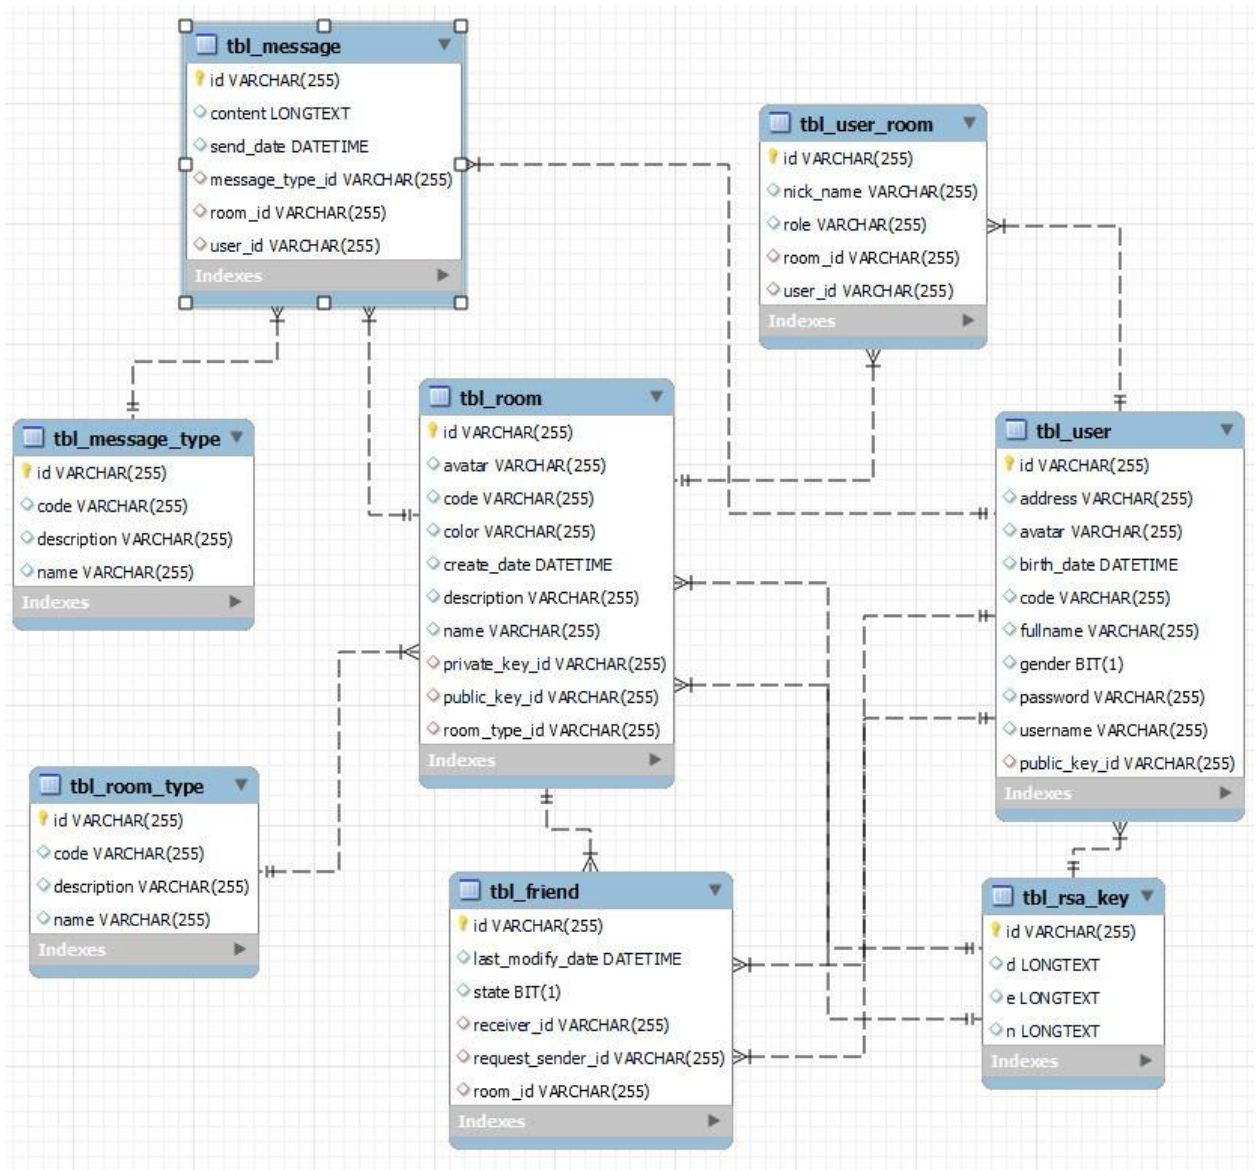 tbl_message
id VARCHAR(255)
content LONGTEXT
send_date DATETIME
message_type_id VARCHAR(255)
room_id VARCHAR(255)
user_id VARCHAR(255)
Indexes
tbl_user_room
id VARCHAR(255)
nick_name VARCHAR(255)
role VARCHAR(255)
room_id VARCHAR(255)
user_id VARCHAR(255)
Indexes
tbl_message_type
id VARCHAR(255)
code VARCHAR(255)
description VARCHAR(255)
name VARCHAR(255)
Indexes
tbl_room
id VARCHAR(255)
avatar VARCHAR(255)
code VARCHAR(255)
color VARCHAR(255)
create_date DATETIME
description VARCHAR(255)
name VARCHAR(255)
private_key_id VARCHAR(255)
public_key_id VARCHAR(255)
room_type_id VARCHAR(255)
Indexes
tbl_user
id VARCHAR(255)
address VARCHAR(255)
avatar VARCHAR(255)
birth_date DATETIME
code VARCHAR(255)
fullname VARCHAR(255)
gender BIT(1)
password VARCHAR(255)
username VARCHAR(255)
public_key_id VARCHAR(255)
Indexes
tbl_room_type
id VARCHAR(255)
code VARCHAR(255)
description VARCHAR(255)
name VARCHAR(255)
Indexes
tbl_friend
id VARCHAR(255)
last_modify_date DATETIME
state BIT(1)
receiver_id VARCHAR(255)
request_sender_id VARCHAR(255)
room_id VARCHAR(255)
Indexes
tbl_rsa_key
id VARCHAR(255)
d LONGTEXT
e LONGTEXT
n LONGTEXT
Indexes